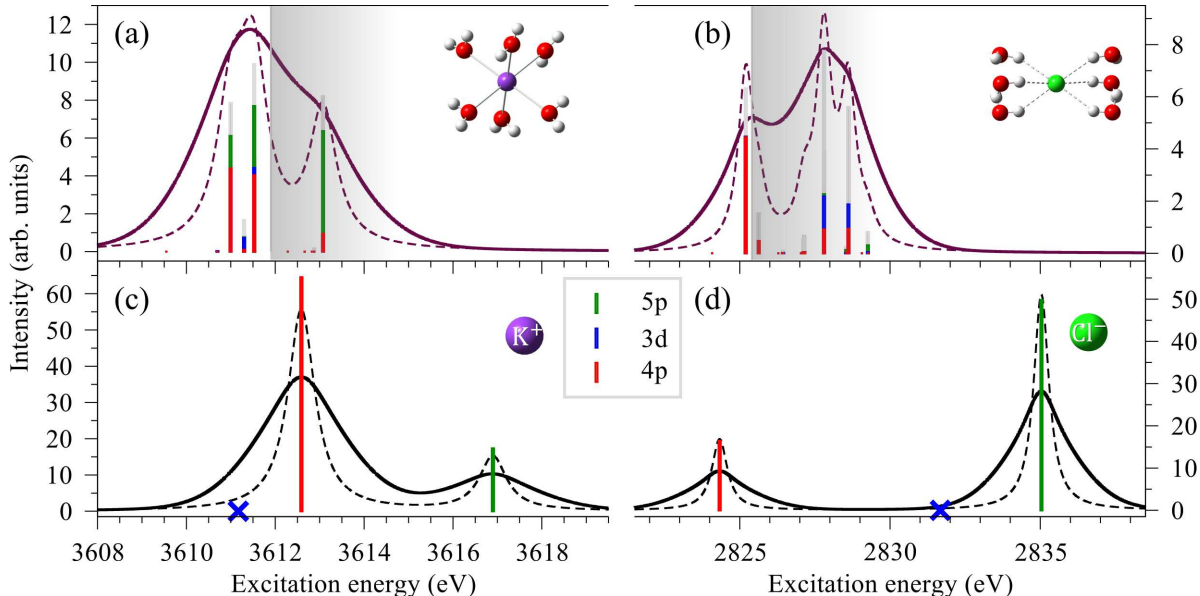 12
10
8
6
4
2
0
(a)
(b)
8
6
4
2
0
Intensity (arb. units)
60
50
40
30
20
10
0
(c)
K⁺
5p
3d
4p
(d)
Cl⁻
50
40
30
20
10
0
3608 3610 3612 3614 3616 3618
2825 2830 2835
Excitation energy (eV)
Excitation energy (eV)